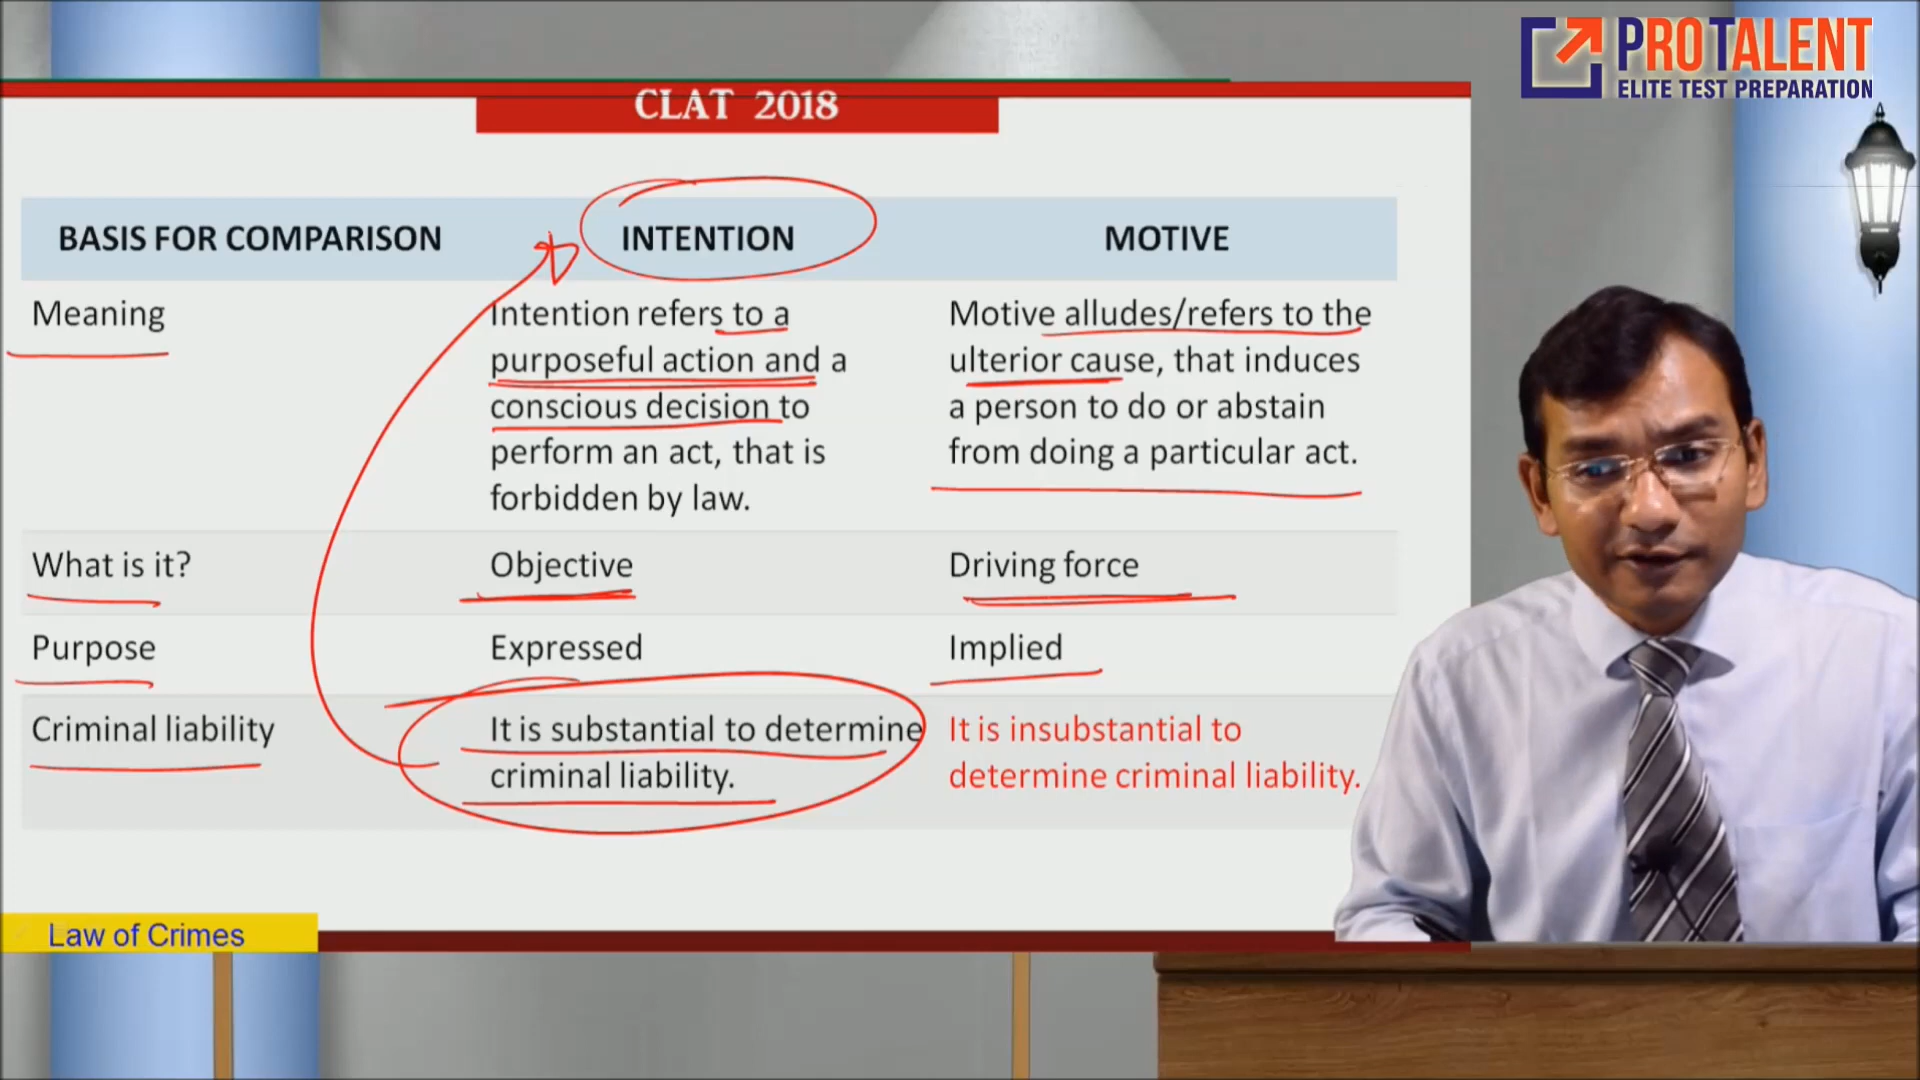 PROTALENT
ELITE TEST PREPARATION
CLAT 2018
BASIS FOR COMPARISON INTENTION MOTIVE
Meaning
Intention refers to a
purposeful action and a
conscious decision to
perform an act, that is
forbidden by law.
Motive alludes/refers to the
ulterior cause, that induces
a person to do or abstain
from doing a particular act.
What is it? Objective Driving force
Purpose Expressed Implied
Criminal liability
It is substantial to determine
criminal liability.
It is insubstantial to
determine criminal liability.
Law of Crimes